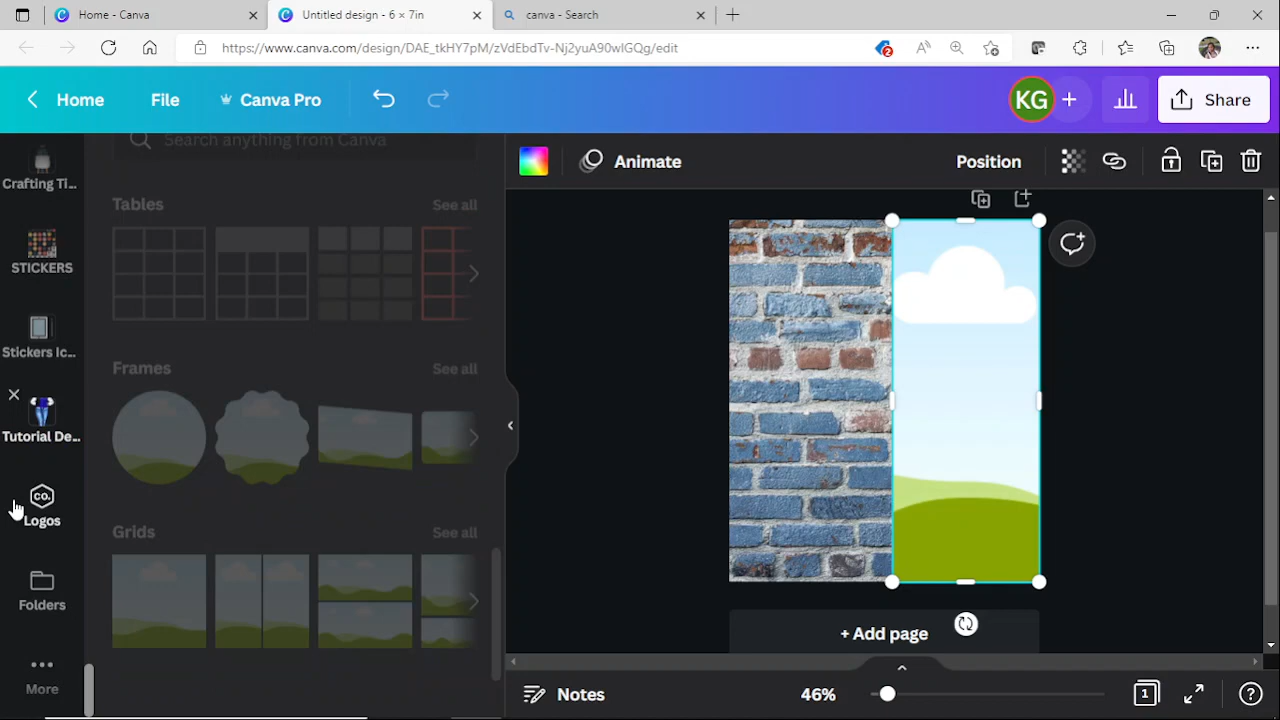 Home - Canva
Untitled design - 6 × 7in
canva - Search
https://www.canva.com/design/DAE_tkHY7pM/zVdEbdTv-Nj2yuA90wIGQg/edit
2
Home
File
Canva Pro
KG
Share
Search anything from Canva
Animate
Position
Crafting Ti...
STICKERS
Stickers Ic...
Tutorial De...
CO.
Logos
Folders
More
Tables
See all
Frames
See all
Grids
See all
+ Add page
Notes
46%
1